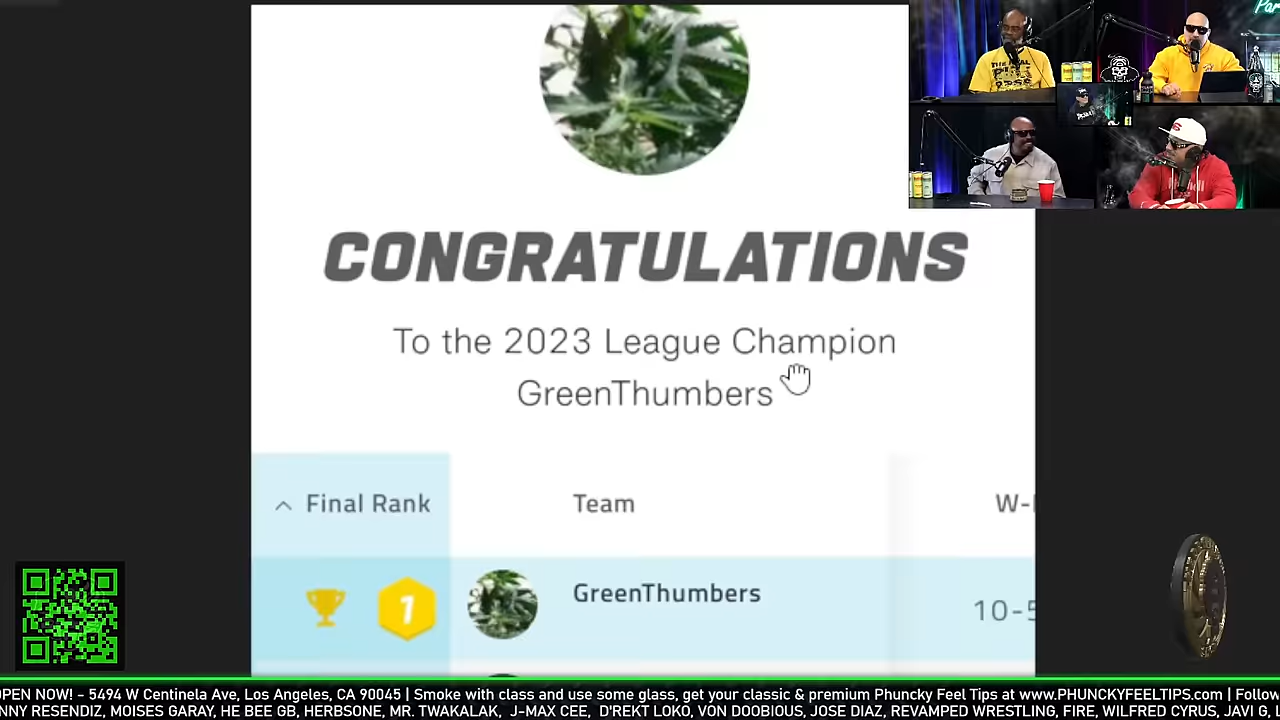 CONGRATULATIONS
To the 2023 League Champion
GreenThumbers
Final Rank
Team
W-
1
GreenThumbers
10-5
OPEN NOW! - 5494 W Centinela Ave, Los Angeles, CA 90045 | Smoke with class and use some glass, get your classic & premium Phuncky Feel Tips at www.PHUNCKYFEELTIPS.com | Follow
NNY RESENDIZ, MOISES GARAY, HE BEE GB, HERBSONE, MR. TWAKALAK, J-MAX CEE, D'REKT LOKO, VON DOOBIOUS, JOSE DIAZ, REVAMPED WRESTLING, FIRE, WILFRED CYRUS, JAVI G,